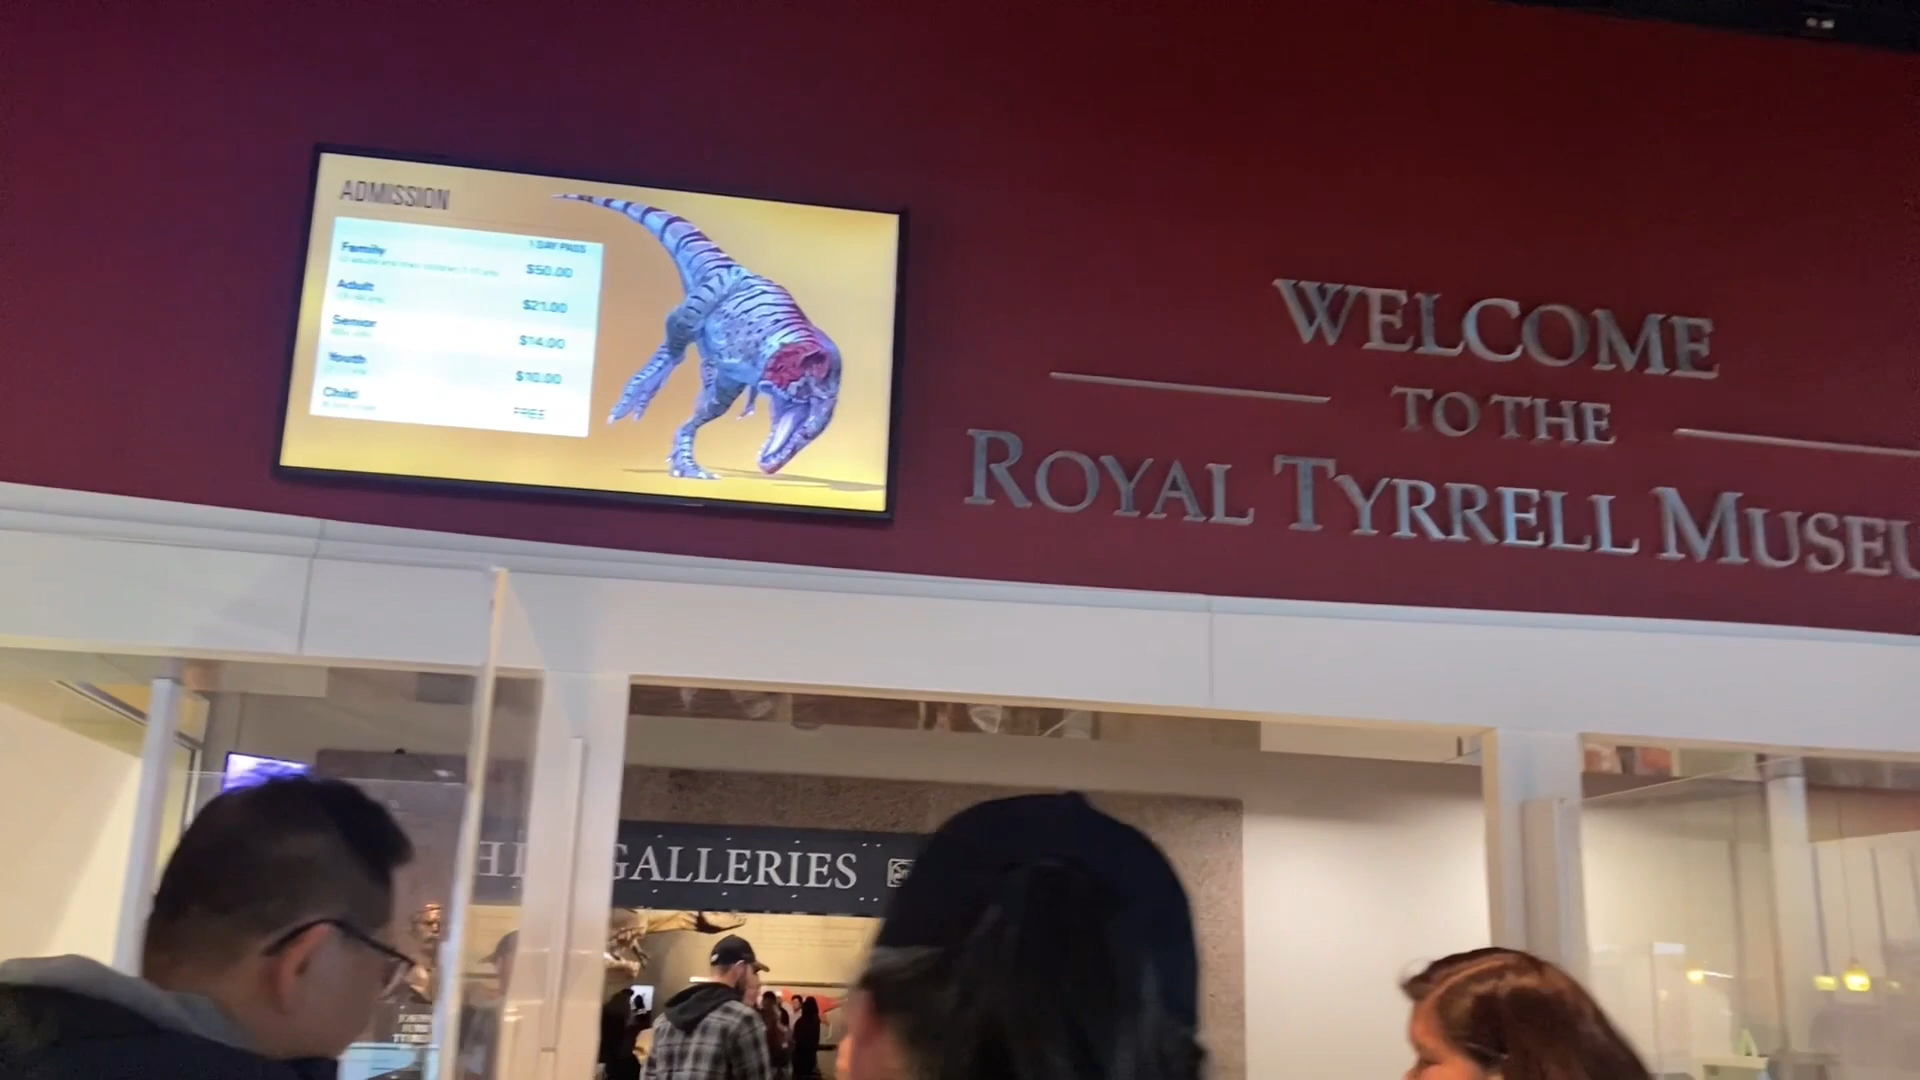 ADMISSION
1 DAY PASS
Family $50.00
Adult $21.00
Senior $14.00
Youth $10.00
Child FREE
WELCOME
TO THE
ROYAL TYRRELL MUSEU
GALLERIES